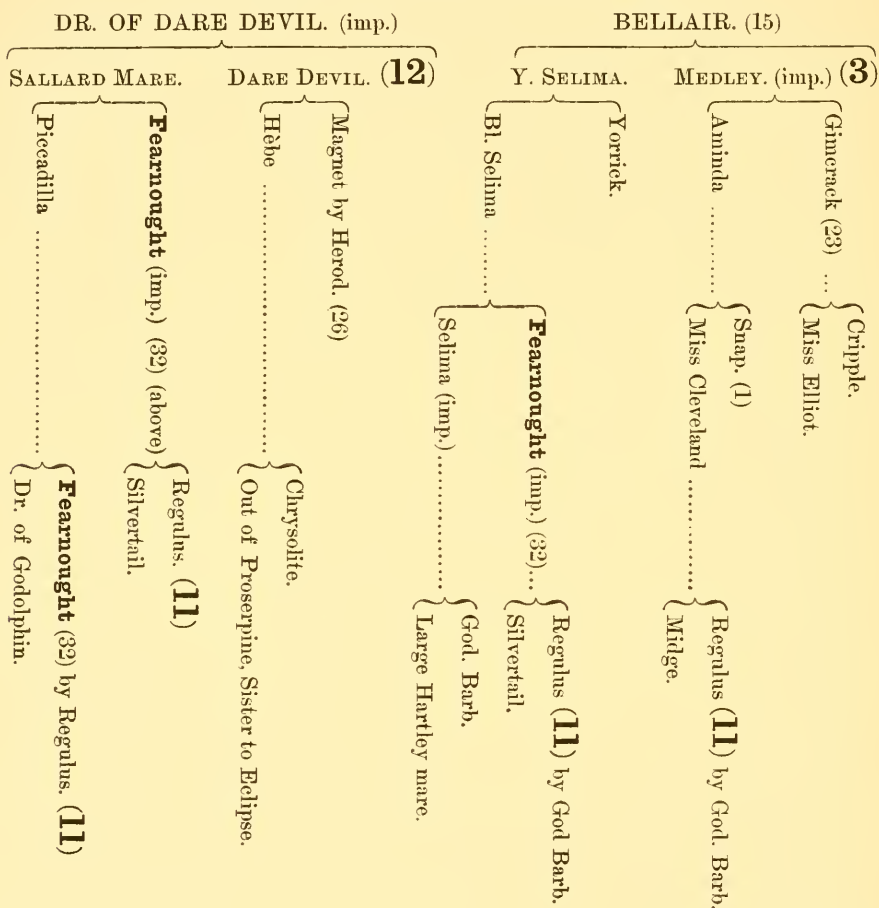 DR. OF DARE DEVIL. (imp.)
BELLAIR. (15)
SALLARD MARE.
DARE DEVIL. (12)
Y. SELIMA.
MEDLEY. (imp.) (3)
Piccadilla ..............................
Fearnought (imp.) (32) (above)
Hèbe ..............................
Magnet by Herod. (26)
Bl. Selima ........
Yorrick.
Aminda ............
Gimcrack (23) ....
Dr. of Godolphin.
Fearnought (32) by Regulus. (11)
Silvertail.
Regulus. (11)
Out of Proserpine, Sister to Eclipse.
Chrysolite.
Selima (imp.)..................
Fearnought (imp.) (32)...
Miss Cleveland ...............
Snap. (1)
Miss Elliot.
Cripple.
Large Hartley mare.
God. Barb.
Silvertail.
Regulus (11) by God Barb.
Midge.
Regulus (11) by God. Barb.